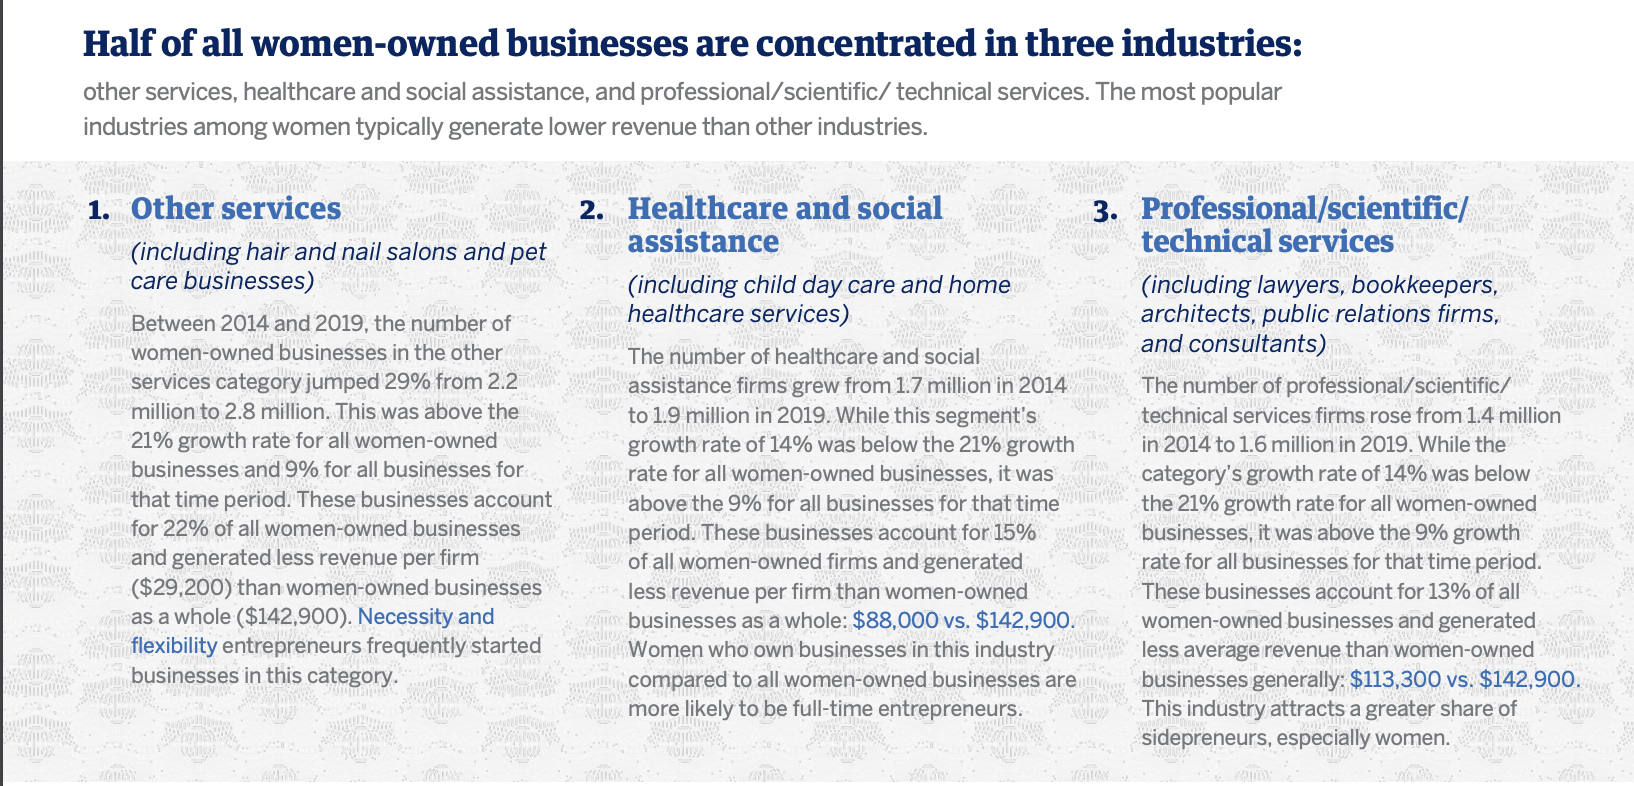 Half of all women-owned businesses are concentrated in three industries:
other services, healthcare and social assistance, and professional/scientific/ technical services. The most popular
industries among women typically generate lower revenue than other industries.
1. Other services
(including hair and nail salons and pet
care businesses)
Between 2014 and 2019, the number of
women-owned businesses in the other
services category jumped 29% from 2.2
million to 2.8 million. This was above the
21% growth rate for all women-owned
businesses and 9% for all businesses for
that time period. These businesses account
for 22% of all women-owned businesses
and generated less revenue per firm
($29,200) than women-owned businesses
as a whole ($142,900). Necessity and
flexibility entrepreneurs frequently started
businesses in this category.
2. Healthcare and social
assistance
(including child day care and home
healthcare services)
The number of healthcare and social
assistance firms grew from 1.7 million in 2014
to 1.9 million in 2019. While this segment's
growth rate of 14% was below the 21% growth
rate for all women-owned businesses, it was
above the 9% for all businesses for that time
period. These businesses account for 15%
of all women-owned firms and generated
less revenue per firm than women-owned
businesses as a whole: $88,000 vs. $142,900.
Women who own businesses in this industry
compared to all women-owned businesses are
more likely to be full-time entrepreneurs.
3. Professional/scientific/
technical services
(including lawyers, bookkeepers,
architects, public relations firms,
and consultants)
The number of professional/scientific/
technical services firms rose from 1.4 million
in 2014 to 1.6 million in 2019. While the
category's growth rate of 14% was below
the 21% growth rate for all women-owned
businesses, it was above the 9% growth
rate for all businesses for that time period.
These businesses account for 13% of all
women-owned businesses and generated
less average revenue than women-owned
businesses generally: $113,300 vs. $142,900.
This industry attracts a greater share of
sidepreneurs, especially women.